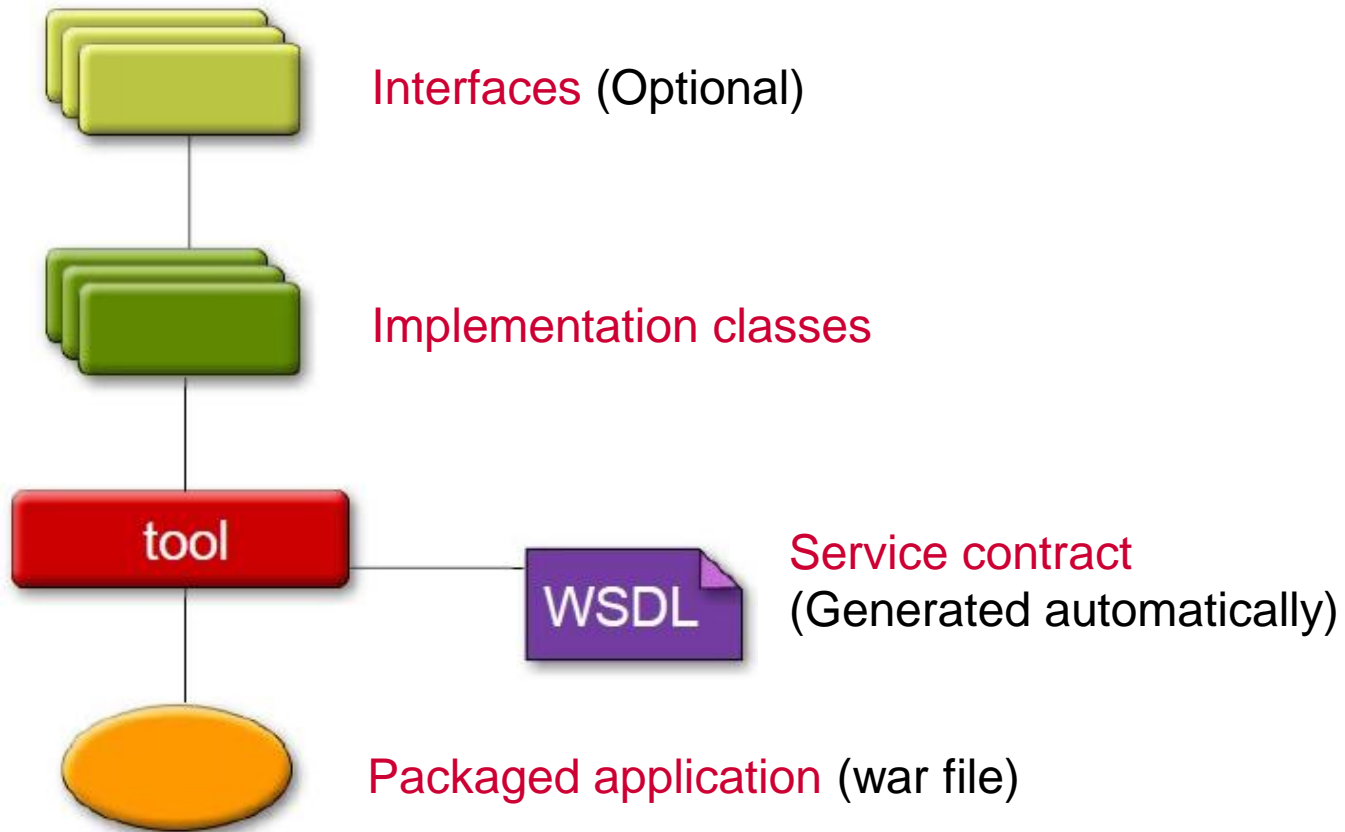 Interfaces (Optional)
Implementation classes
tool
WSDL
Service contract
(Generated automatically)
Packaged application (war file)